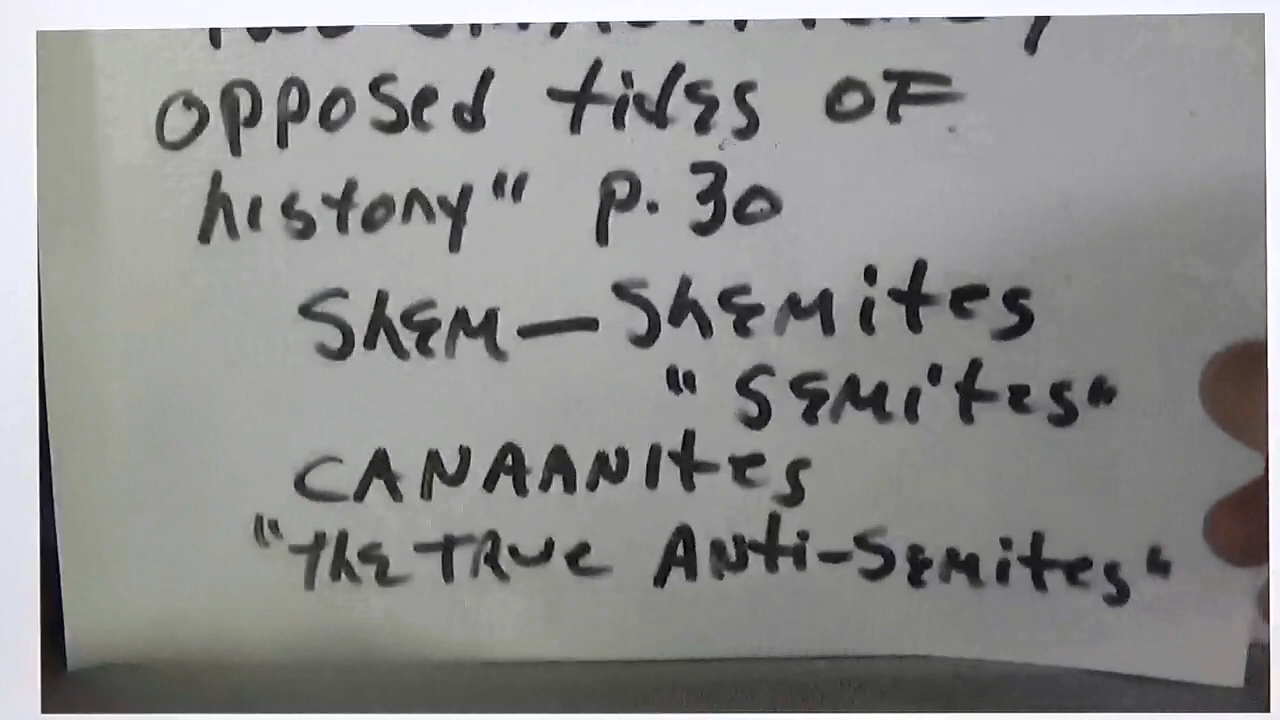 opposed tides OF
history" p. 30
Shem — Shemites
"Semites"
CANAANItes
"The TRUE Anti-Semites"